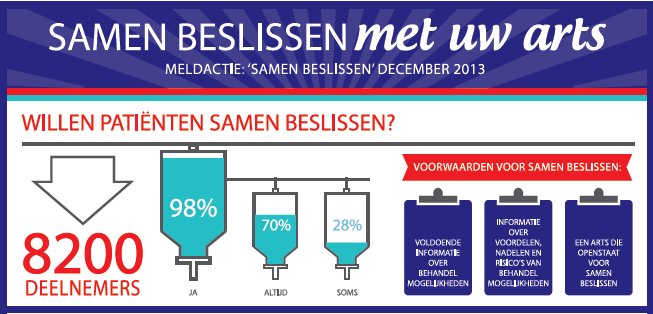 SAMEN BESLISSEN met uw arts
MELDACTIE: 'SAMEN BESLISSEN' DECEMBER 2013
WILLEN PATIËNTEN SAMEN BESLISSEN?
8200
DEELNEMERS
98%
JA
70%
ALTIJD
28%
SOMS
VOORWAARDEN VOOR SAMEN BESLISSEN:
VOLDOENDE
INFORMATIE
OVER
BEHANDEL
MOGELIJKHEDEN
INFORMATIE
OVER
VOORDELEN,
NADELEN EN
RISICO'S VAN
BEHANDEL
MOGELIJKHEDEN
EEN ARTS DIE
OPENSTAAT
VOOR
SAMEN
BESLISSEN